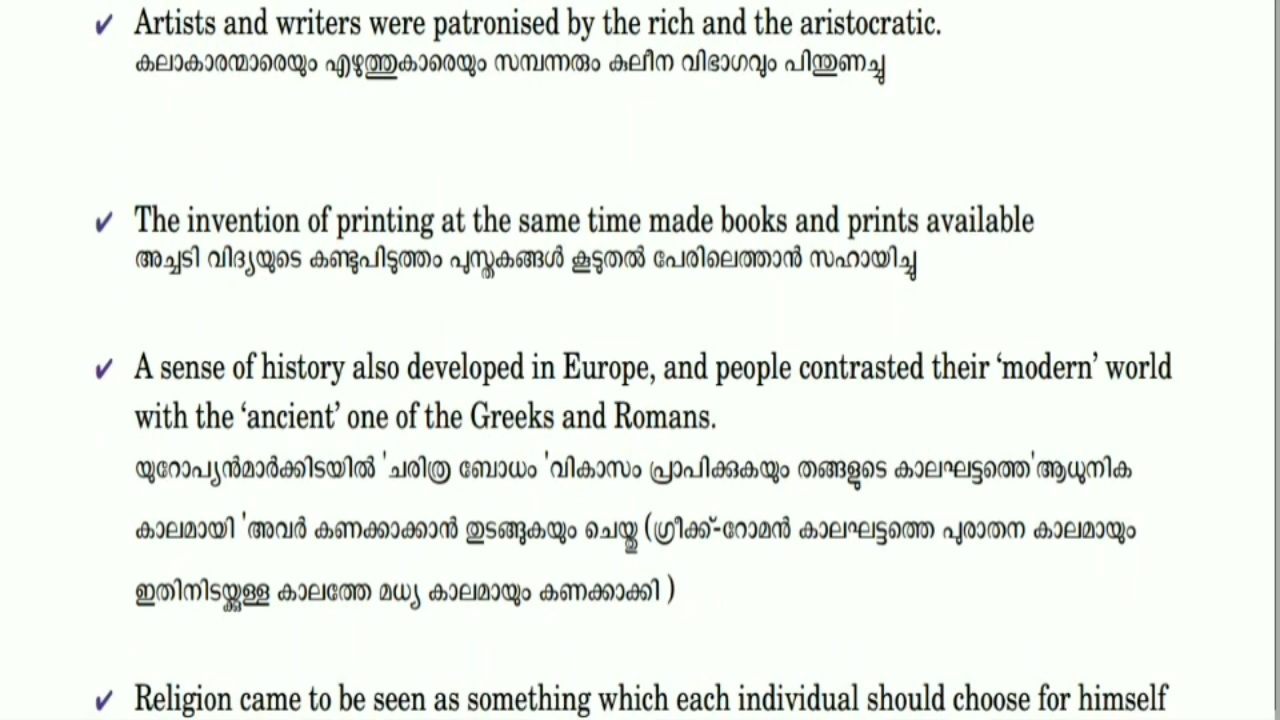 ✔ Artists and writers were patronised by the rich and the aristocratic.
കലാകാരന്മാരെയും എഴുത്തുകാരെയും സമ്പന്നരും കുലീന വിഭാഗവും പിന്തുണച്ചു
✔ The invention of printing at the same time made books and prints available
അച്ചടി വിദ്യയുടെ കണ്ടുപിടുത്തം പുസ്തകങ്ങൾ കൂടുതൽ പേരിലെത്താൻ സഹായിച്ചു
✔ A sense of history also developed in Europe, and people contrasted their ‘modern’ world
with the ‘ancient’ one of the Greeks and Romans.
യുറോപ്യൻമാർക്കിടയിൽ 'ചരിത്ര ബോധം 'വികാസം പ്രാപിക്കുകയും തങ്ങളുടെ കാലഘട്ടത്തെ'ആധുനിക
കാലമായി 'അവർ കണക്കാക്കാൻ തുടങ്ങുകയും ചെയ്തു (ഗ്രീക്ക്-റോമൻ കാലഘട്ടത്തെ പുരാതന കാലമായും
ഇതിനിടയ്ക്കുള്ള കാലത്തേ മധ്യ കാലമായും കണക്കാക്കി )
✔ Religion came to be seen as something which each individual should choose for himself